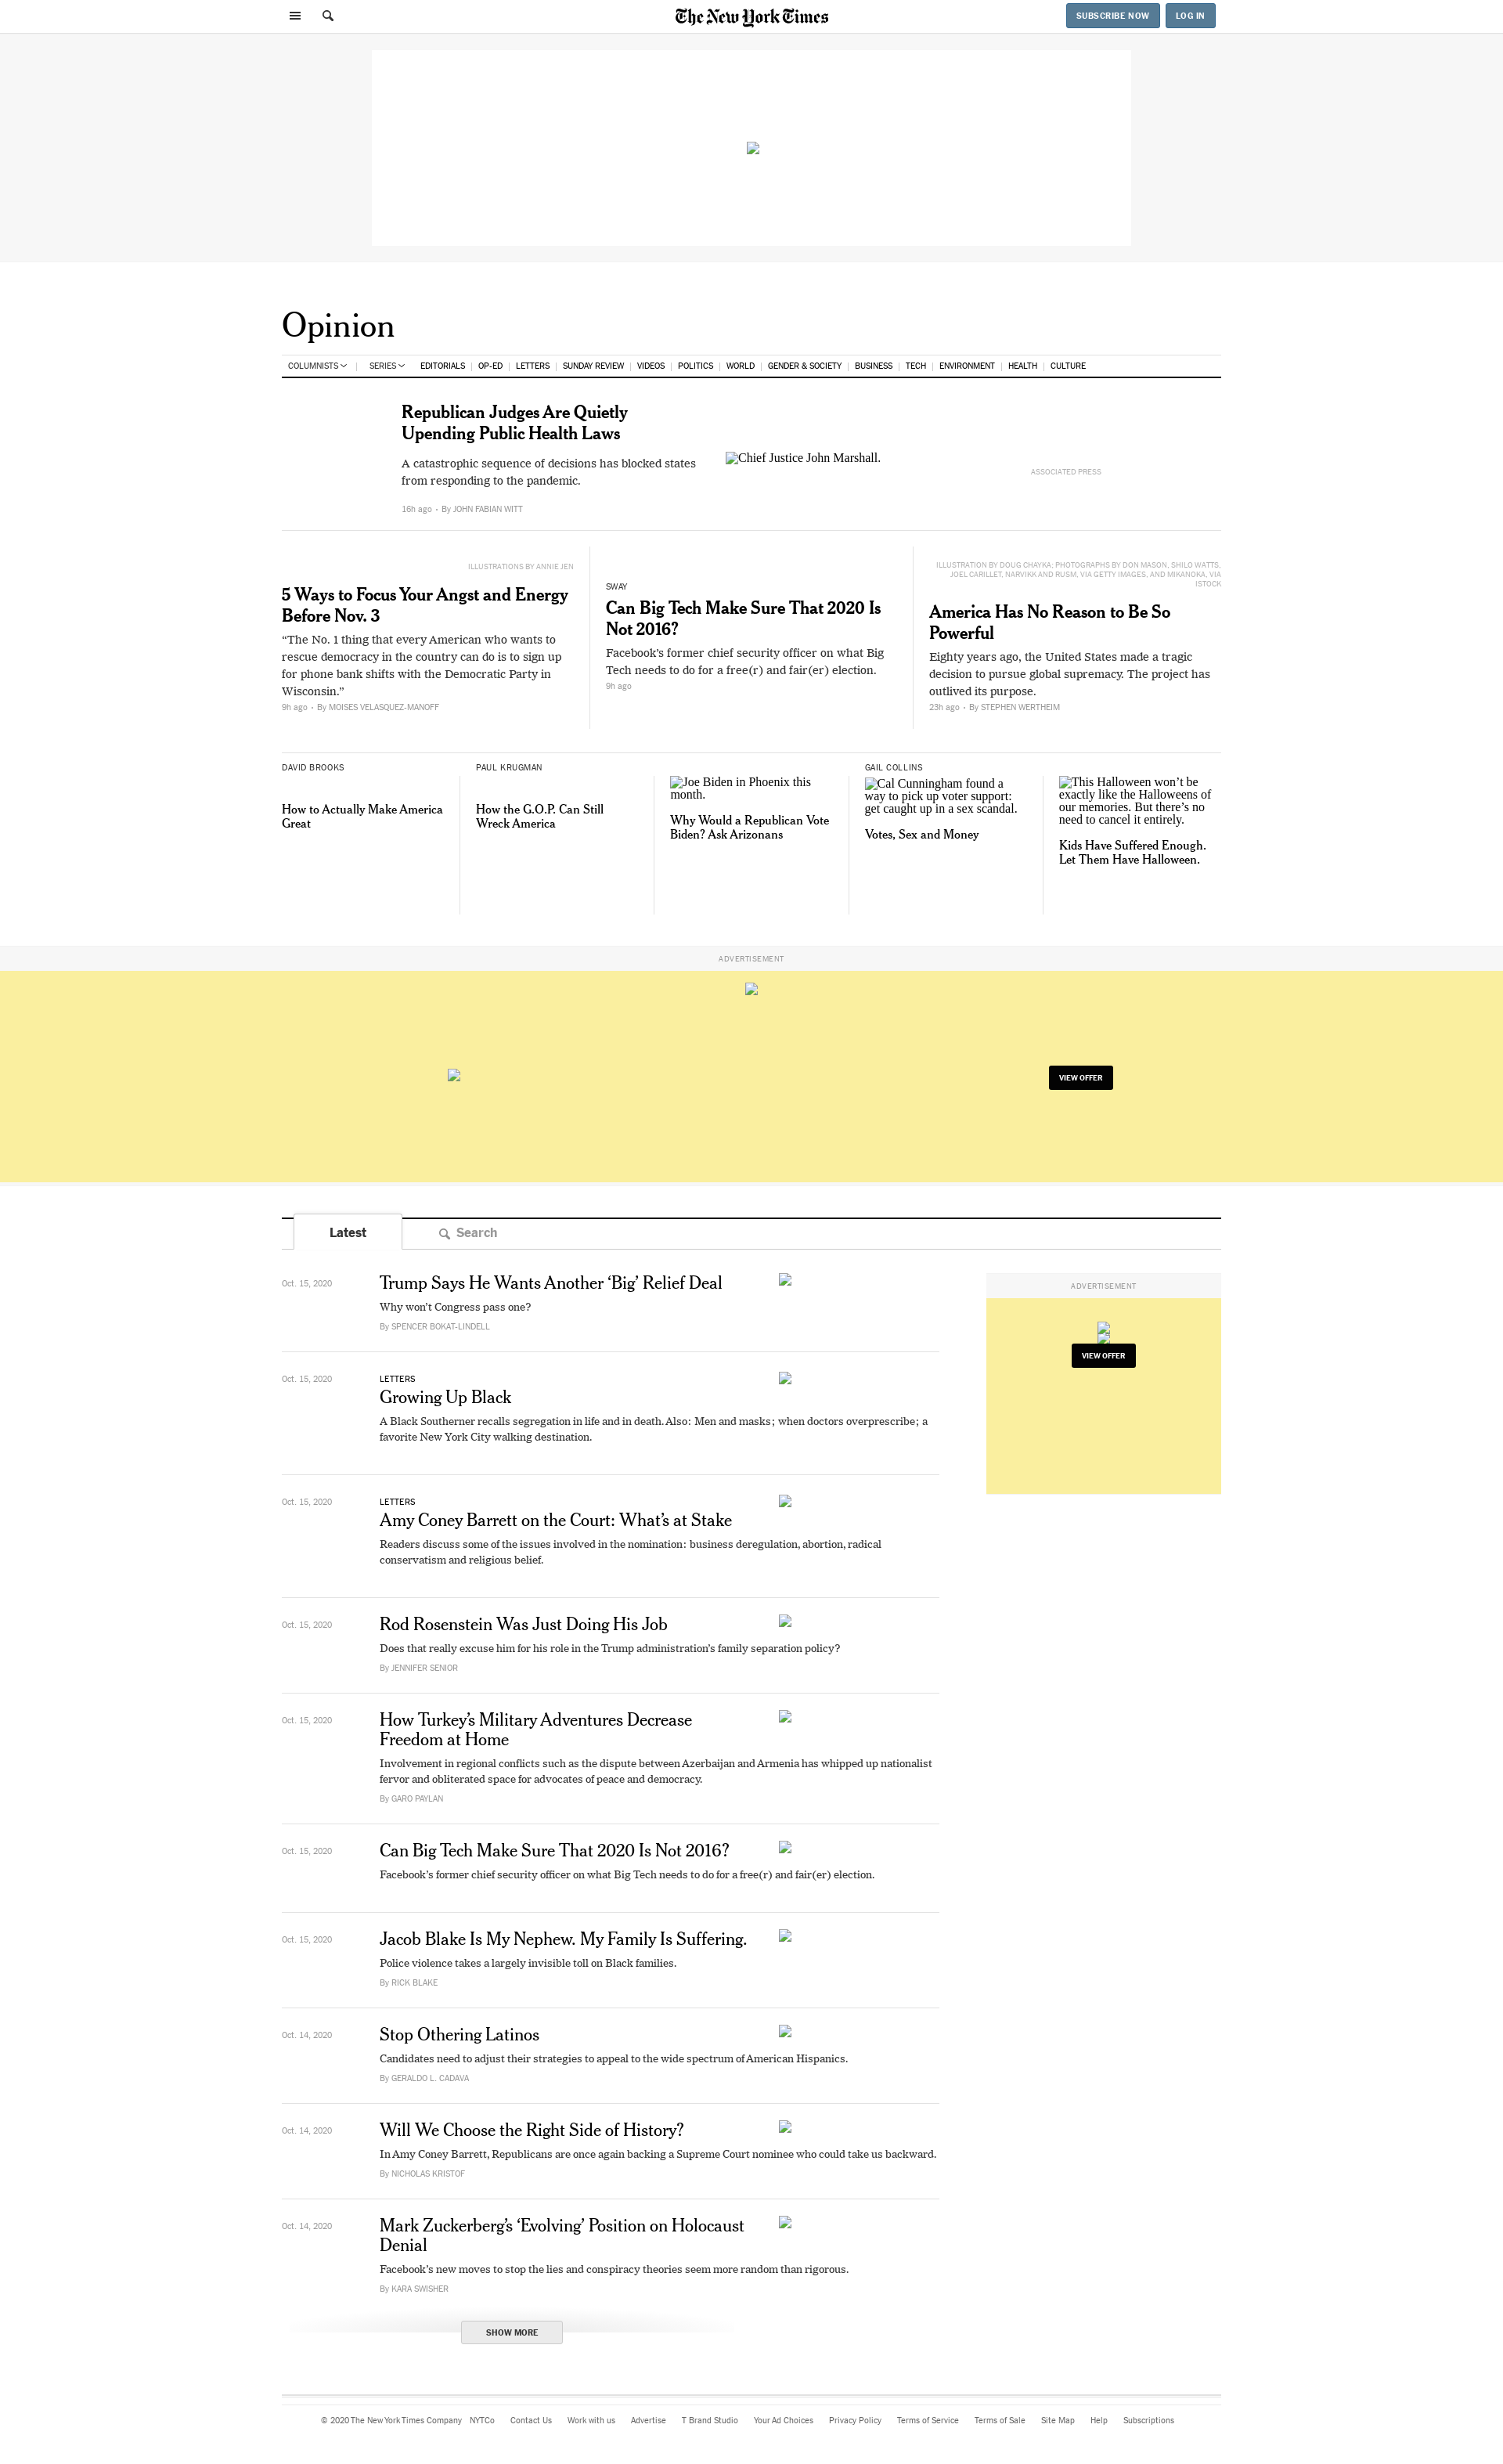 The New York Times
SUBSCRIBE NOW
LOG IN
Opinion
COLUMNISTS
SERIES
EDITORIALS
OP-ED
LETTERS
SUNDAY REVIEW
VIDEOS
POLITICS
WORLD
GENDER & SOCIETY
BUSINESS
TECH
ENVIRONMENT
HEALTH
CULTURE
Republican Judges Are Quietly
Upending Public Health Laws
A catastrophic sequence of decisions has blocked states
from responding to the pandemic.
16h ago • By JOHN FABIAN WITT
Chief Justice John Marshall.
ASSOCIATED PRESS
ILLUSTRATIONS BY ANNIE JEN
5 Ways to Focus Your Angst and Energy
Before Nov. 3
“The No. 1 thing that every American who wants to
rescue democracy in the country can do is to sign up
for phone bank shifts with the Democratic Party in
Wisconsin.”
9h ago • By MOISES VELASQUEZ-MANOFF
SWAY
Can Big Tech Make Sure That 2020 Is
Not 2016?
Facebook’s former chief security officer on what Big
Tech needs to do for a free(r) and fair(er) election.
9h ago
ILLUSTRATION BY DOUG CHAYKA; PHOTOGRAPHS BY DON MASON, SHILO WATTS,
JOEL CARILLET, NARVIKK AND RUSM, VIA GETTY IMAGES, AND MIKANOKA, VIA
ISTOCK
America Has No Reason to Be So
Powerful
Eighty years ago, the United States made a tragic
decision to pursue global supremacy. The project has
outlived its purpose.
23h ago • By STEPHEN WERTHEIM
DAVID BROOKS
How to Actually Make America
Great
PAUL KRUGMAN
How the G.O.P. Can Still
Wreck America
Joe Biden in Phoenix this
month.
Why Would a Republican Vote
Biden? Ask Arizonans
GAIL COLLINS
Cal Cunningham found a
way to pick up voter support:
get caught up in a sex scandal.
Votes, Sex and Money
This Halloween won’t be
exactly like the Halloweens of
our memories. But there’s no
need to cancel it entirely.
Kids Have Suffered Enough.
Let Them Have Halloween.
ADVERTISEMENT
VIEW OFFER
Latest
Search
Oct. 15, 2020
Trump Says He Wants Another ‘Big’ Relief Deal
Why won’t Congress pass one?
By SPENCER BOKAT-LINDELL
ADVERTISEMENT
VIEW OFFER
Oct. 15, 2020
LETTERS
Growing Up Black
A Black Southerner recalls segregation in life and in death. Also: Men and masks; when doctors overprescribe; a
favorite New York City walking destination.
Oct. 15, 2020
LETTERS
Amy Coney Barrett on the Court: What’s at Stake
Readers discuss some of the issues involved in the nomination: business deregulation, abortion, radical
conservatism and religious belief.
Oct. 15, 2020
Rod Rosenstein Was Just Doing His Job
Does that really excuse him for his role in the Trump administration’s family separation policy?
By JENNIFER SENIOR
Oct. 15, 2020
How Turkey’s Military Adventures Decrease
Freedom at Home
Involvement in regional conflicts such as the dispute between Azerbaijan and Armenia has whipped up nationalist
fervor and obliterated space for advocates of peace and democracy.
By GARO PAYLAN
Oct. 15, 2020
Can Big Tech Make Sure That 2020 Is Not 2016?
Facebook’s former chief security officer on what Big Tech needs to do for a free(r) and fair(er) election.
Oct. 15, 2020
Jacob Blake Is My Nephew. My Family Is Suffering.
Police violence takes a largely invisible toll on Black families.
By RICK BLAKE
Oct. 14, 2020
Stop Othering Latinos
Candidates need to adjust their strategies to appeal to the wide spectrum of American Hispanics.
By GERALDO L. CADAVA
Oct. 14, 2020
Will We Choose the Right Side of History?
In Amy Coney Barrett, Republicans are once again backing a Supreme Court nominee who could take us backward.
By NICHOLAS KRISTOF
Oct. 14, 2020
Mark Zuckerberg’s ‘Evolving’ Position on Holocaust
Denial
Facebook’s new moves to stop the lies and conspiracy theories seem more random than rigorous.
By KARA SWISHER
SHOW MORE
© 2020 The New York Times Company NYTCo Contact Us Work with us Advertise T Brand Studio Your Ad Choices Privacy Policy Terms of Service Terms of Sale Site Map Help Subscriptions